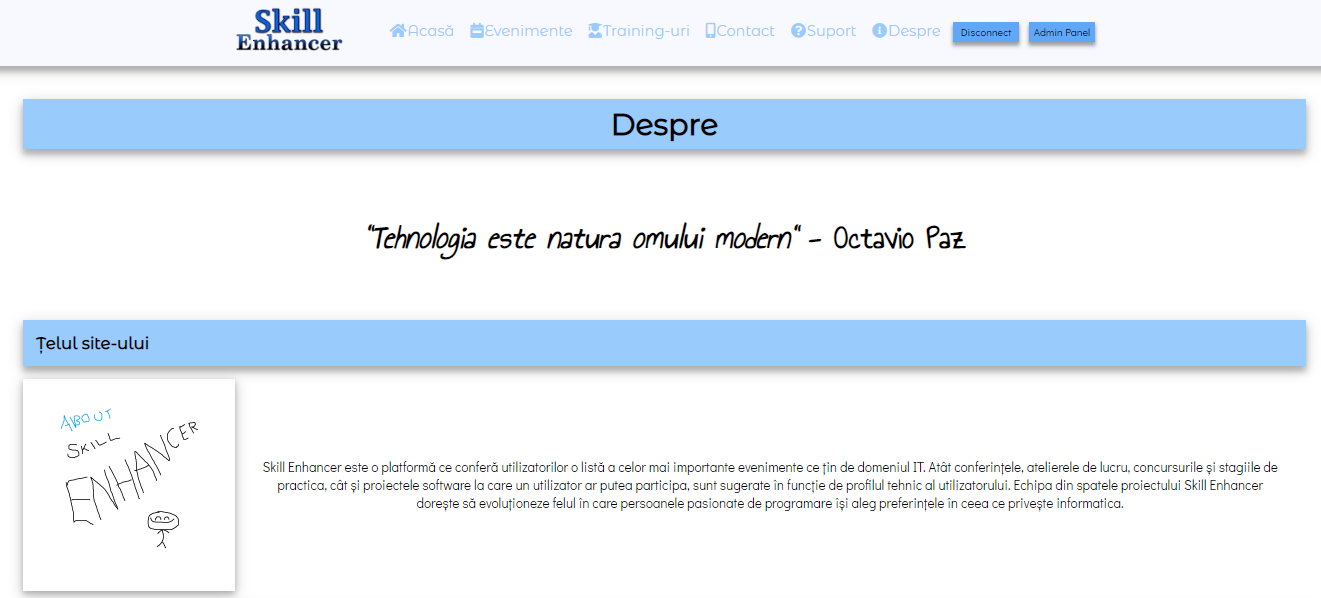 Skill
Enhancer
Acasă Evenimente Training-uri Contact Suport Despre Disconnect Admin Panel
Despre
"Tehnologia este natura omului modern" - Octavio Paz
Țelul site-ului
ABOUT
SKILL
ENHANCER
Skill Enhancer este o platformă ce conferă utilizatorilor o listă a celor mai importante evenimente ce țin de domeniul IT. Atât conferințele, atelierele de lucru, concursurile și stagiile de
practica, cât și proiectele software la care un utilizator ar putea participa, sunt sugerate în funcție de profilul tehnic al utilizatorului. Echipa din spatele proiectului Skill Enhancer
dorește să evoluționeze felul în care persoanele pasionate de programare își aleg preferințele în ceea ce privește informatica.